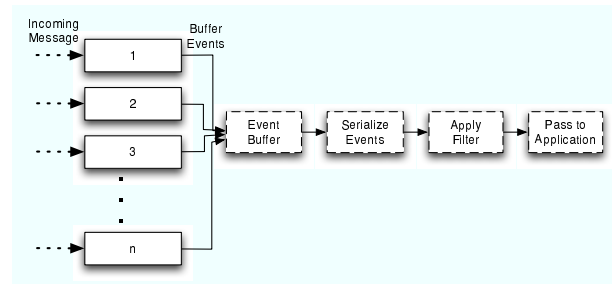 Incoming
Message
Buffer
Events
1
2
3
n
Event
Buffer
Serialize
Events
Apply
Filter
Pass to
Application